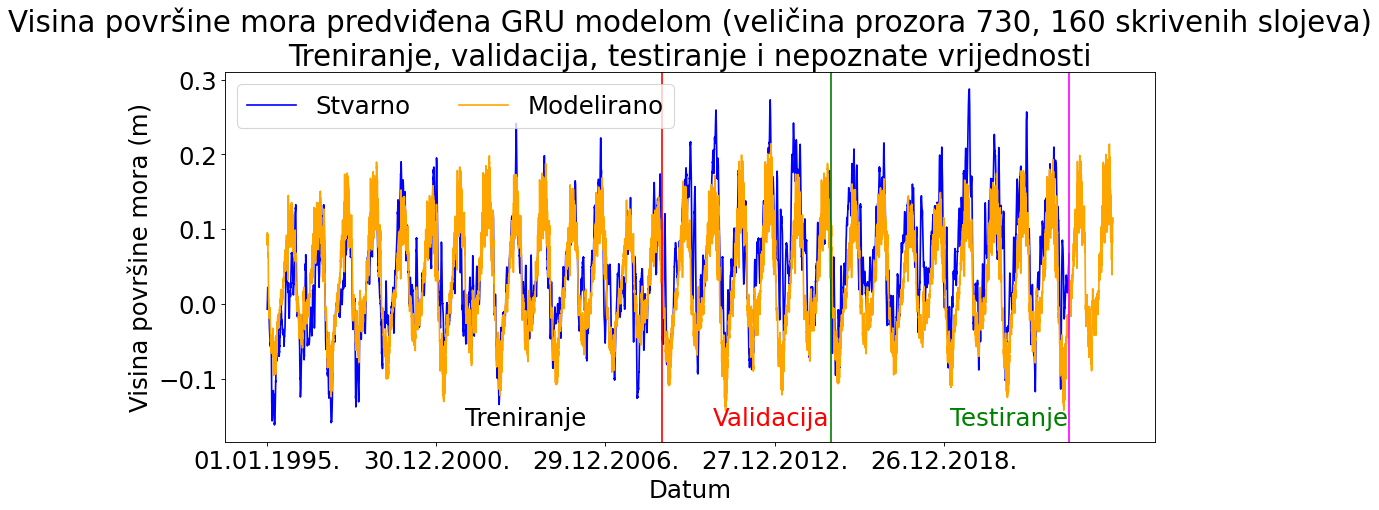 Visina površine mora predviđena GRU modelom (veličina prozora 730, 160 skrivenih slojeva)
Treniranje, validacija, testiranje i nepoznate vrijednosti
Stvarno Modelirano
Visina površine mora (m)
0.3
0.2
0.1
0.0
−0.1
Treniranje Validacija Testiranje
01.01.1995. 30.12.2000. 29.12.2006. 27.12.2012. 26.12.2018.
Datum